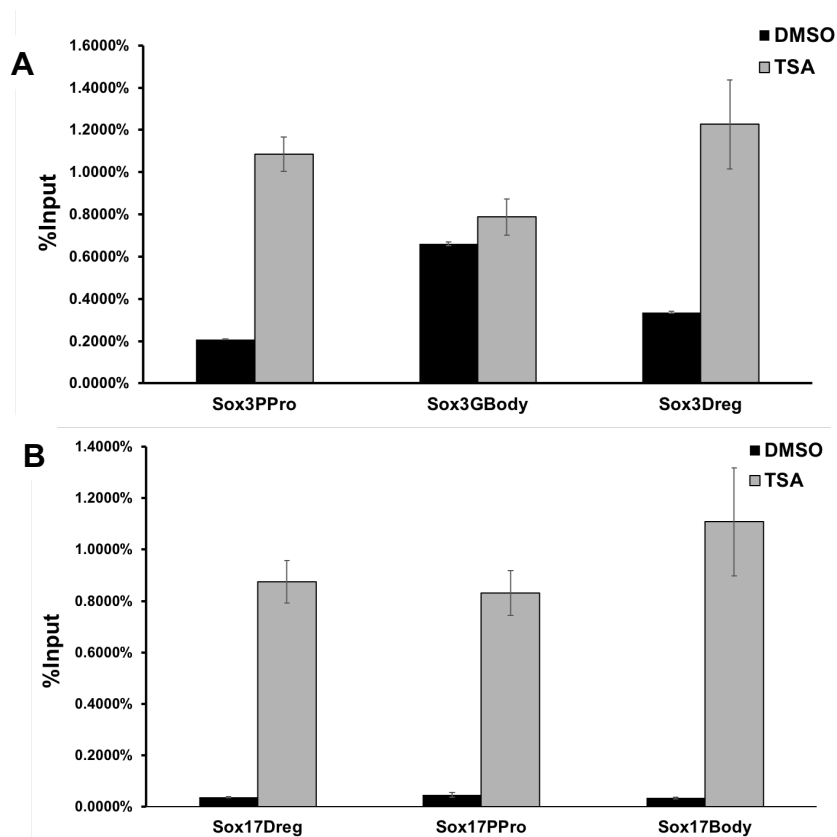 A
DMSO
TSA
%Input
1.6000%
1.4000%
1.2000%
1.0000%
0.8000%
0.6000%
0.4000%
0.2000%
0.0000%
Sox3PPro Sox3GBody Sox3Dreg
B
DMSO
TSA
%Input
1.4000%
1.2000%
1.0000%
0.8000%
0.6000%
0.4000%
0.2000%
0.0000%
Sox17Dreg Sox17PPro Sox17Body